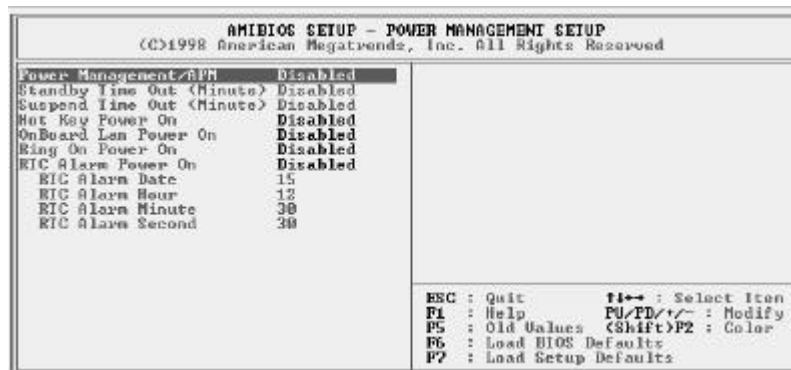 AMIBIOS SETUP - POWER MANAGEMENT SETUP
(C)1998 American Megatrends, Inc. All Rights Reserved
Power Management/APM Disabled
Standby Time Out (Minute) Disabled
Suspend Time Out (Minute) Disabled
Hot Key Power On Disabled
OnBoard Lan Power On Disabled
Ring On Power On Disabled
RTC Alarm Power On Disabled
RTC Alarm Date 15
RTC Alarm Hour 12
RTC Alarm Minute 30
RTC Alarm Second 30
ESC : Quit ↑↓←→ : Select Item
F1 : Help PU/PD/+/- : Modify
F5 : Old Values (Shift)F2 : Color
F6 : Load BIOS Defaults
F7 : Load Setup Defaults